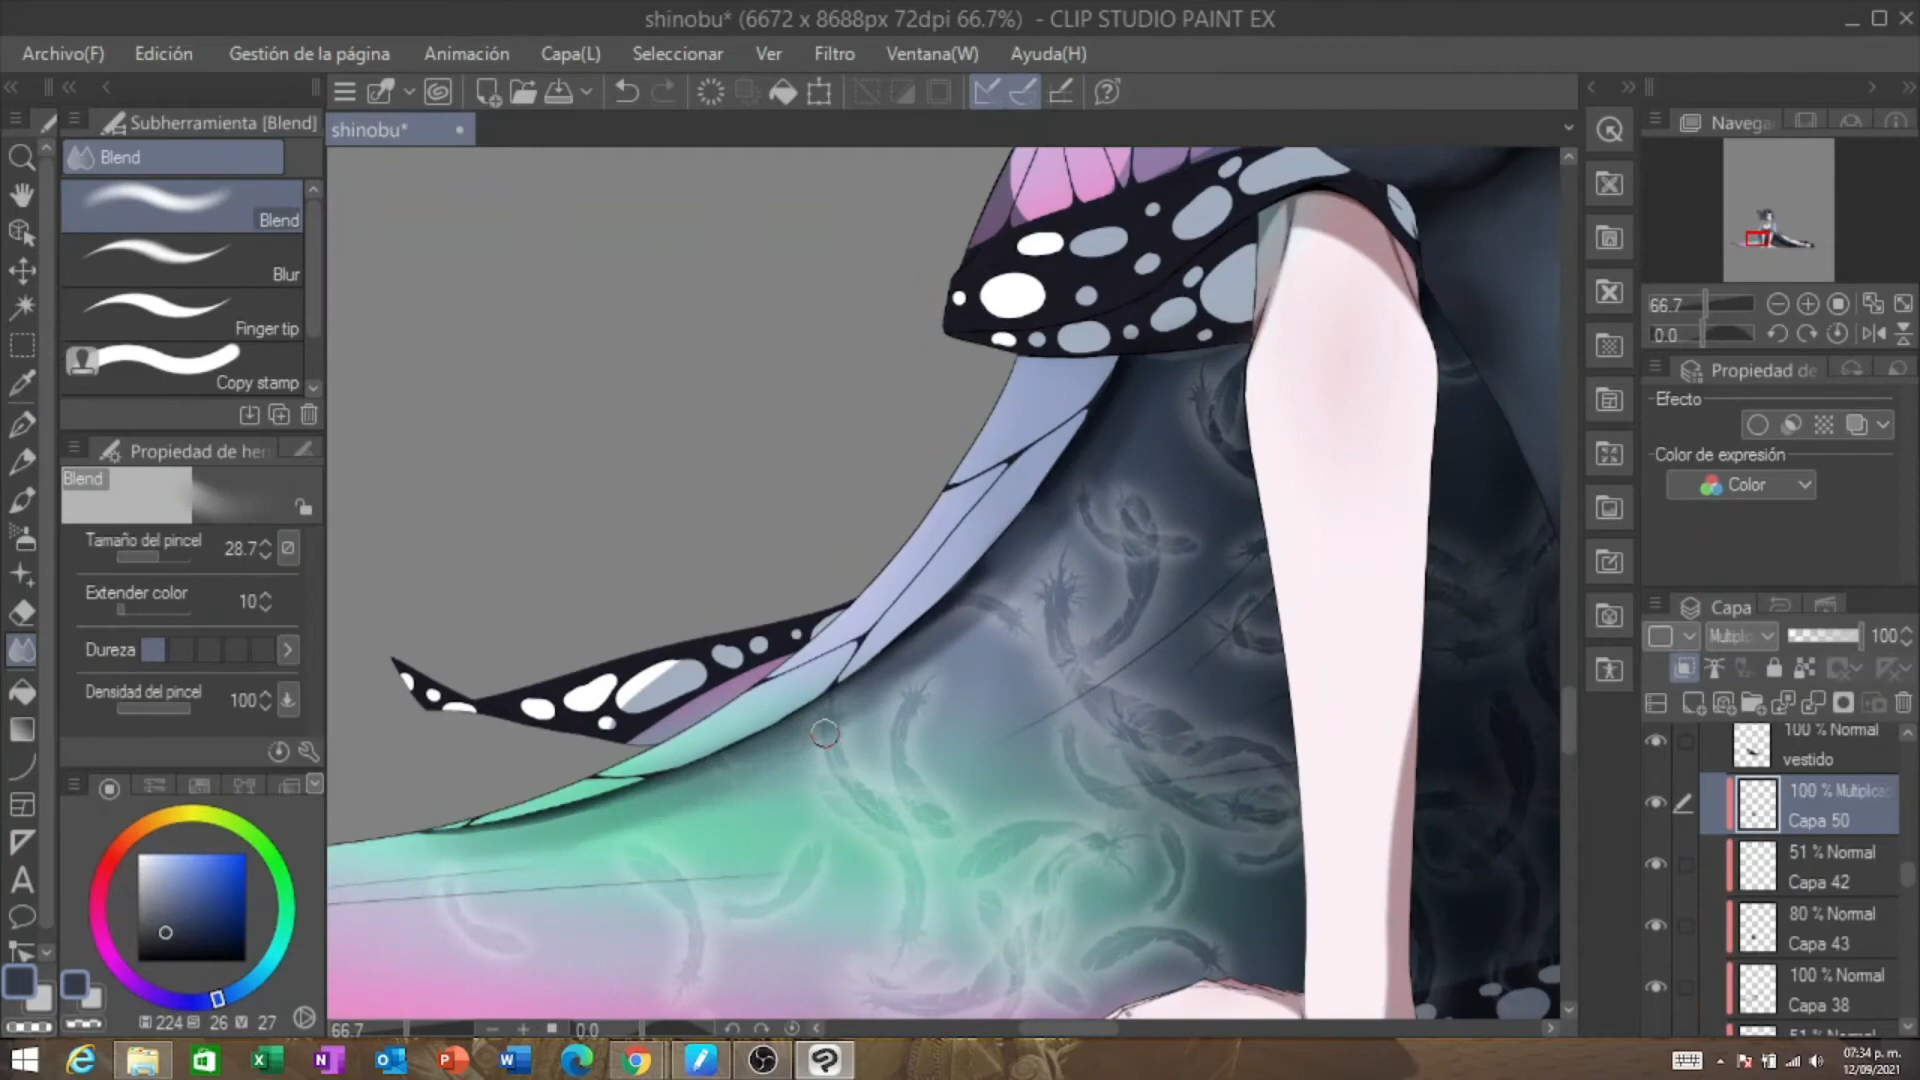 shinobu* (6672 x 8688px 72dpi 66.7%) - CLIP STUDIO PAINT EX
Archivo(F) Edición Gestión de la página Animación Capa(L) Seleccionar Ver Filtro Ventana(W) Ayuda(H)
Subherramienta [Blend]
shinobu*
Blend
Blend
Blur
Finger tip
Copy stamp
Propiedad de her
Blend
Tamaño del pincel 28.7
Extender color 10
Dureza
Densidad del pincel 100
H 224 S 26 V 27
66.7 0.0
Navega
66.7
0.0
Propiedad de
Efecto
Color de expresión
Color
Capa
Multiplic 100
100 % Normal
vestido
100 % Multiplicac
Capa 50
51 % Normal
Capa 42
80 % Normal
Capa 43
100 % Normal
Capa 38
51 % Normal
07:34 p. m.
12/09/2021